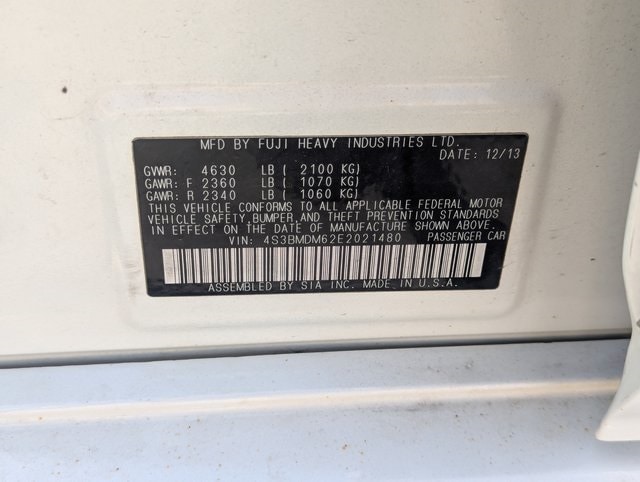 MFD BY FUJI HEAVY INDUSTRIES LTD.
DATE: 12/13
GVWR: 4630 LB ( 2100 KG)
GAWR: F 2360 LB ( 1070 KG)
GAWR: R 2340 LB ( 1060 KG)
THIS VEHICLE CONFORMS TO ALL APPLICABLE FEDERAL MOTOR
VEHICLE SAFETY,BUMPER,AND THEFT PREVENTION STANDARDS
IN EFFECT ON THE DATE OF MANUFACTURE SHOWN ABOVE.
VIN: 4S3BMDM62E2021480 PASSENGER CAR
ASSEMBLED BY SIA INC. MADE IN U.S.A.